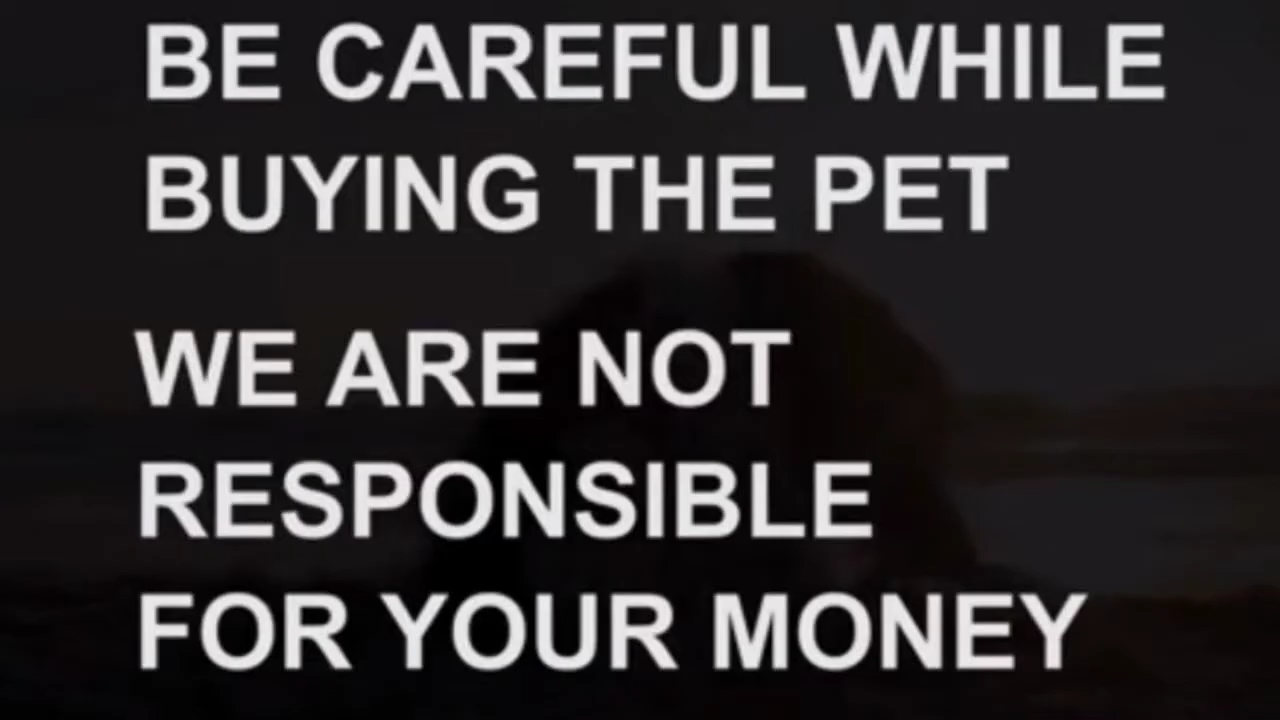 BE CAREFUL WHILE
BUYING THE PET
WE ARE NOT
RESPONSIBLE
FOR YOUR MONEY